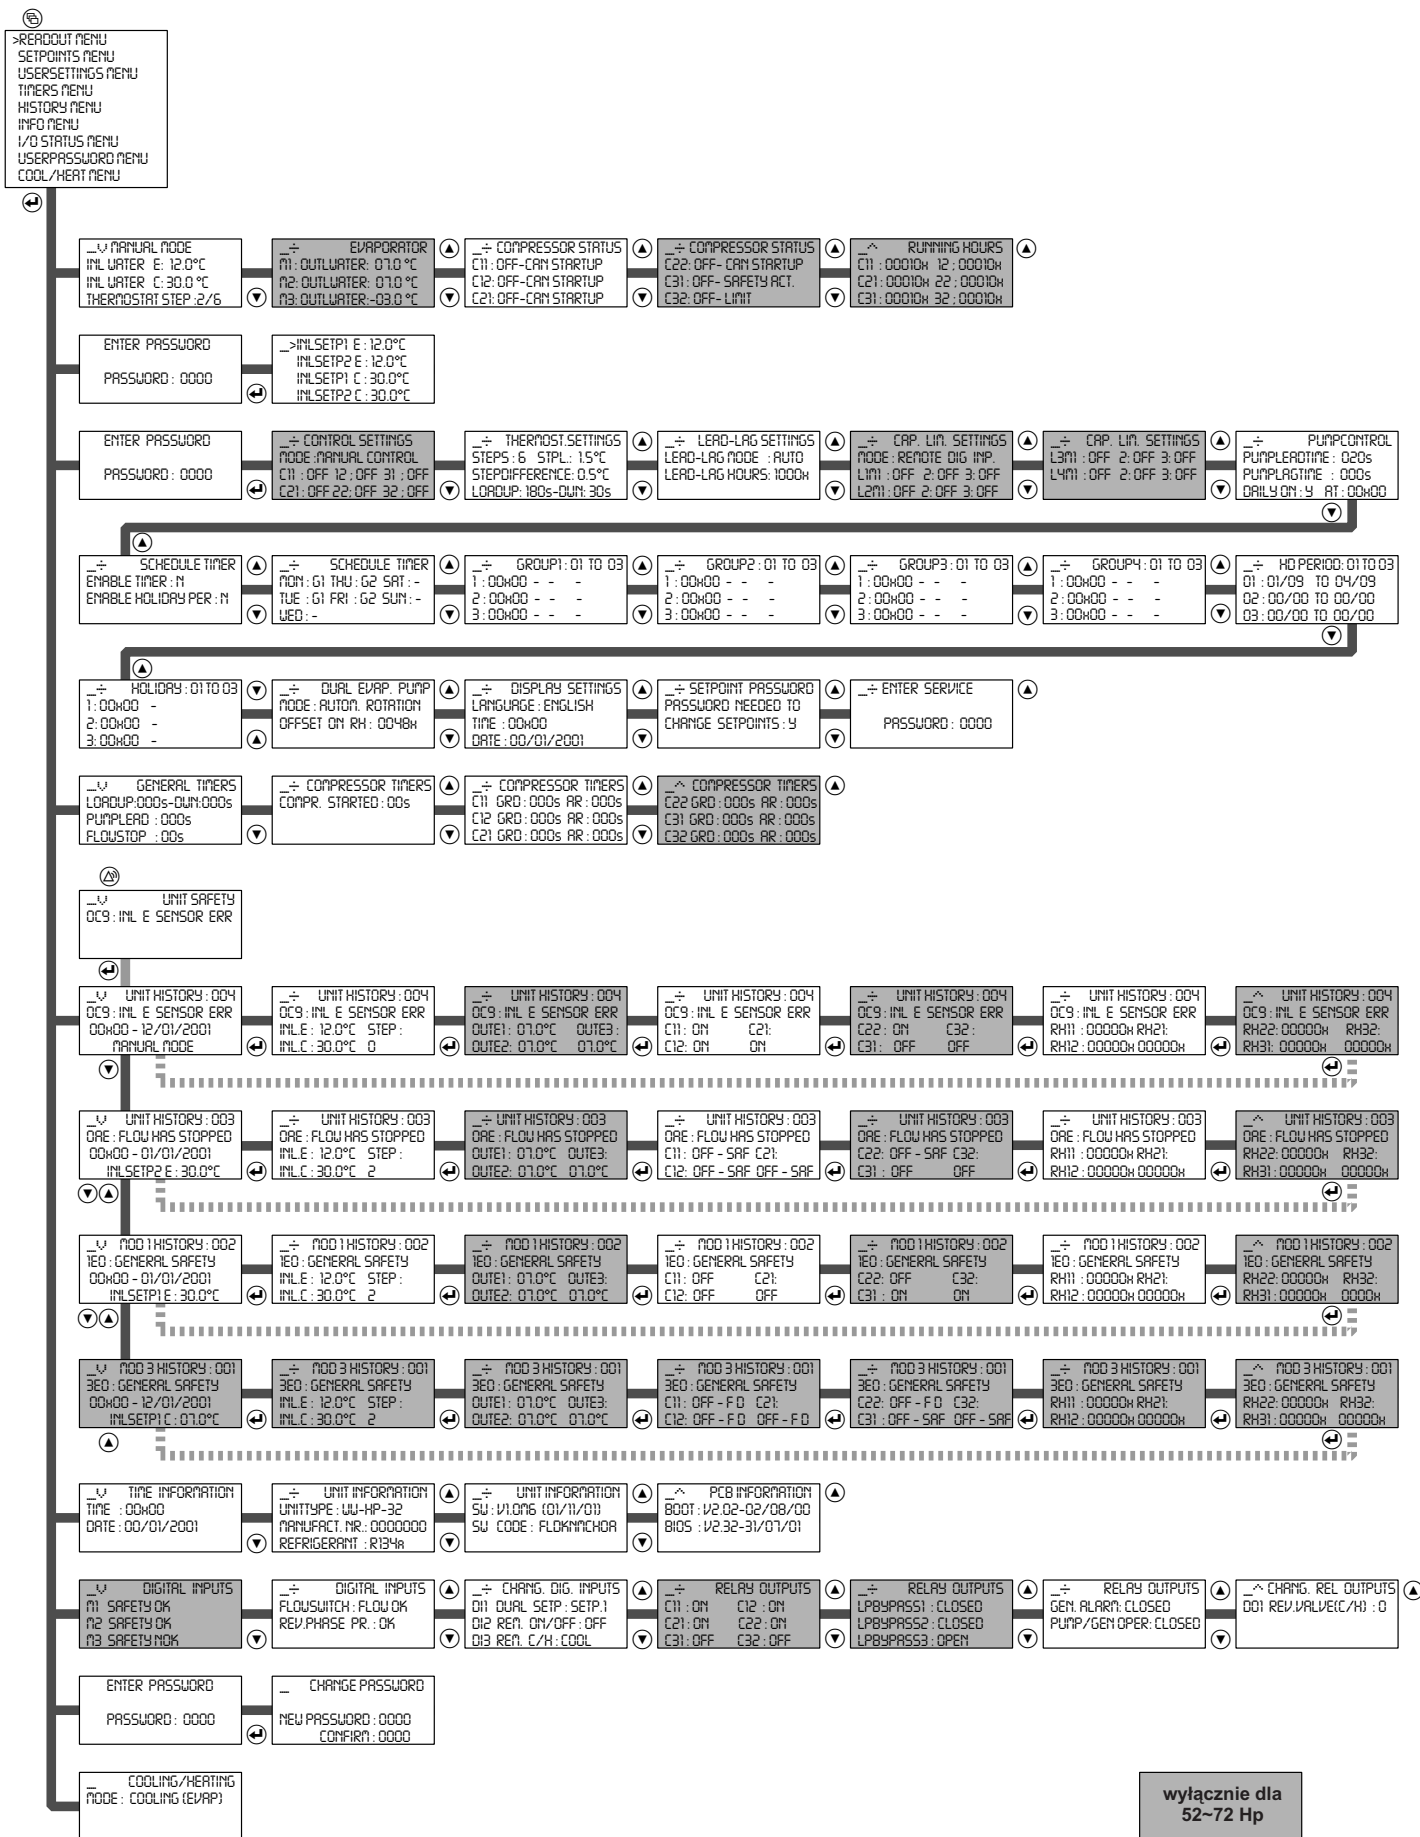 >READOUT MENU
SETPOINTS MENU
USERSETTINGS MENU
TIMERS MENU
HISTORY MENU
INFO MENU
I/O STATUS MENU
USERPASSWORD MENU
COOL/HEAT MENU
_v MANUAL MODE
INL WATER E: 12.0°C
INL WATER C:30.0 °C
THERMOSTAT STEP :2/6
_÷ EVAPORATOR
M1: OUTLWATER: 07.0 °C
M2: OUTLWATER: 07.0 °C
M3: OUTLWATER:-03.0 °C
_÷ COMPRESSOR STATUS
C11: OFF-CAN STARTUP
C12: OFF-CAN STARTUP
C21: OFF-CAN STARTUP
_÷ COMPRESSOR STATUS
C22: OFF- CAN STARTUP
C31: OFF- SAFETY ACT.
C32: OFF- LIMIT
_^ RUNNING HOURS
C11 :00010h 12 ;00010h
C21 :00010h 22 ;00010h
C31 :00010h 32 ;00010h
ENTER PASSWORD
PASSWORD : 0000
_>INLSETP1 E : 12.0°C
INLSETP2 E : 12.0°C
INLSETP1 C : 30.0°C
INLSETP2 C : 30.0°C
ENTER PASSWORD
PASSWORD : 0000
_÷ CONTROL SETTINGS
MODE :MANUAL CONTROL
C11 : OFF 12: OFF 31 ; OFF
C21: OFF 22: OFF 32 ; OFF
_÷ THERMOST.SETTINGS
STEPS : 6 STPL.: 1.5°C
STEPDIFFERENCE: 0.5°C
LOADUP: 180s-DWN: 30s
_÷ LEAD-LAG SETTINGS
LEAD-LAG MODE : AUTO
LEAD-LAG HOURS: 1000h
_÷ CAP. LIM. SETTINGS
MODE : REMOTE DIG INP.
L1M1 : OFF 2: OFF 3: OFF
L2M1: OFF 2: OFF 3: OFF
_÷ CAP. LIM. SETTINGS
L3M1 : OFF 2: OFF 3: OFF
L4M1 : OFF 2: OFF 3: OFF
_÷ PUMPCONTROL
PUMPLEADTIME : 020s
PUMPLAGTIME : 000s
DAILY ON : Y AT : 00h00
_÷ SCHEDULE TIMER
ENABLE TIMER : N
ENABLE HOLIDAY PER : N
_÷ SCHEDULE TIMER
MON : G1 THU : G2 SAT : -
TUE : G1 FRI : G2 SUN : -
WED : -
_÷ GROUP1 : 01 TO 03
1 : 00h00 - - -
2 : 00h00 - - -
3 : 00h00 - - -
_÷ GROUP2 : 01 TO 03
1 : 00h00 - - -
2 : 00h00 - - -
3 : 00h00 - - -
_÷ GROUP3 : 01 TO 03
1 : 00h00 - - -
2 : 00h00 - - -
3 : 00h00 - - -
_÷ GROUP4 : 01 TO 03
1 : 00h00 - - -
2 : 00h00 - - -
3 : 00h00 - - -
_÷ HD PERIOD: 01 TO 03
01 : 01/09 TO 04/09
02 : 00/00 TO 00/00
03 : 00/00 TO 00/00
_÷ HOLIDAY : 01 TO 03
1: 00h00 -
2: 00h00 -
3: 00h00 -
_÷ DUAL EVAP. PUMP
MODE : AUTOM. ROTATION
OFFSET ON RH : 0048h
_÷ DISPLAY SETTINGS
LANGUAGE : ENGLISH
TIME : 00h00
DATE : 00/01/2001
_÷ SETPOINT PASSWORD
PASSWORD NEEDED TO
CHANGE SETPOINTS : Y
_÷ ENTER SERVICE
PASSWORD : 0000
_v GENERAL TIMERS
LOADUP:000s-DWN:000s
PUMPLEAD : 000s
FLOWSTOP : 00s
_÷ COMPRESSOR TIMERS
COMPR. STARTED : 00s
_÷ COMPRESSOR TIMERS
C11 GRD : 000s AR : 000s
C12 GRD : 000s AR : 000s
C21 GRD : 000s AR : 000s
_^ COMPRESSOR TIMERS
C22 GRD : 000s AR : 000s
C31 GRD : 000s AR : 000s
C32 GRD : 000s AR : 000s
_v UNIT SAFETY
0C9 : INL E SENSOR ERR
_v UNIT HISTORY : 004
0C9 : INL E SENSOR ERR
00h00 - 12/01/2001
MANUAL MODE
_÷ UNIT HISTORY : 004
0C9 : INL E SENSOR ERR
INL.E : 12.0°C STEP :
INL.C : 30.0°C 0
_÷ UNIT HISTORY : 004
0C9 : INL E SENSOR ERR
OUTE1 : 07.0°C OUTE3 :
OUTE2: 07.0°C 07.0°C
_÷ UNIT HISTORY : 004
0C9 : INL E SENSOR ERR
C11: ON C21:
C12: ON ON
_÷ UNIT HISTORY : 004
0C9 : INL E SENSOR ERR
C22 : ON C32 :
C31 : OFF OFF
_÷ UNIT HISTORY : 004
0C9 : INL E SENSOR ERR
RH11 : 00000h RH21:
RH12 : 00000h 00000h
_^ UNIT HISTORY : 004
0C9 : INL E SENSOR ERR
RH22: 00000h RH32:
RH31: 00000h 00000h
_v UNIT HISTORY : 003
0AE : FLOW HAS STOPPED
00h00 - 01/01/2001
INLSETP2 E : 30.0°C
_÷ UNIT HISTORY : 003
0AE : FLOW HAS STOPPED
INL.E : 12.0°C STEP :
INL.C : 30.0°C 2
_÷ UNIT HISTORY : 003
0AE : FLOW HAS STOPPED
OUTE1 : 07.0°C OUTE3:
OUTE2: 07.0°C 07.0°C
_÷ UNIT HISTORY : 003
0AE : FLOW HAS STOPPED
C11 : OFF - SAF C21:
C12: OFF - SAF OFF - SAF
_÷ UNIT HISTORY : 003
0AE : FLOW HAS STOPPED
C22: OFF - SAF C32:
C31 : OFF OFF
_÷ UNIT HISTORY : 003
0AE : FLOW HAS STOPPED
RH11 : 00000h RH21:
RH12 : 00000h 00000h
_^ UNIT HISTORY : 003
0AE : FLOW HAS STOPPED
RH22: 00000h RH32:
RH31: 00000h 00000h
_v MOD 1 HISTORY : 002
1E0 : GENERAL SAFETY
00h00 - 01/01/2001
INLSETP1 E : 30.0°C
_÷ MOD 1 HISTORY : 002
1E0 : GENERAL SAFETY
INL.E : 12.0°C STEP :
INL.C : 30.0°C 2
_÷ MOD 1 HISTORY : 002
1E0 : GENERAL SAFETY
OUTE1 : 07.0°C OUTE3:
OUTE2: 07.0°C 07.0°C
_÷ MOD 1 HISTORY : 002
1E0 : GENERAL SAFETY
C11 : OFF C21:
C12: OFF OFF
_÷ MOD 1 HISTORY : 002
1E0 : GENERAL SAFETY
C22: OFF C32:
C31 : ON ON
_÷ MOD 1 HISTORY : 002
1E0 : GENERAL SAFETY
RH11 : 00000h RH21:
RH12 : 00000h 00000h
_^ MOD 1 HISTORY : 002
1E0 : GENERAL SAFETY
RH22: 00000h RH32:
RH31 : 00000h 0000h
_v MOD 3 HISTORY : 001
3E0 : GENERAL SAFETY
00h00 - 12/01/2001
INLSETP1 C : 07.0°C
_÷ MOD 3 HISTORY : 001
3E0 : GENERAL SAFETY
INL.E : 12.0°C STEP :
INL.C : 30.0°C 2
_÷ MOD 3 HISTORY : 001
3E0 : GENERAL SAFETY
OUTE1 : 07.0°C OUTE3:
OUTE2: 07.0°C 07.0°C
_÷ MOD 3 HISTORY : 001
3E0 : GENERAL SAFETY
C11 : OFF - F D C21:
C12: OFF - F D OFF - F D
_÷ MOD 3 HISTORY : 001
3E0 : GENERAL SAFETY
C22: OFF - F D C32:
C31 : OFF - SAF OFF - SAF
_÷ MOD 3 HISTORY : 001
3E0 : GENERAL SAFETY
RH11 : 00000h RH21:
RH12 : 00000h 00000h
_^ MOD 3 HISTORY : 001
3E0 : GENERAL SAFETY
RH22: 00000h RH32:
RH31 : 00000h 00000h
_v TIME INFORMATION
TIME : 00h00
DATE : 00/01/2001
_÷ UNIT INFORMATION
UNITTYPE : WW-HP-32
MANUFACT. NR.: 0000000
REFRIGERANT : R134a
_÷ UNIT INFORMATION
SW : V1.0M6 (01/11/01)
SW CODE : FLDKNMCH0A
_^ PCB INFORMATION
BOOT : V2.02-02/08/00
BIOS : V2.32-31/07/01
_v DIGITAL INPUTS
M1 SAFETY OK
M2 SAFETY OK
M3 SAFETY NOK
_÷ DIGITAL INPUTS
FLOWSWITCH : FLOW OK
REV.PHASE PR. : OK
_÷ CHANG. DIG. INPUTS
DI1 DUAL SETP : SETP.1
DI2 REM. ON/OFF : OFF
DI3 REM. C/H : COOL
_÷ RELAY OUTPUTS
C11 : ON C12 : ON
C21 : ON C22 : ON
C31 : OFF C32 : OFF
_÷ RELAY OUTPUTS
LPBYPASS1 : CLOSED
LPBYPASS2 : CLOSED
LPBYPASS3 : OPEN
_÷ RELAY OUTPUTS
GEN. ALARM: CLOSED
PUMP/GEN OPER: CLOSED
_^ CHANG. REL OUTPUTS
DO1 REV.VALVE(C/H) : 0
ENTER PASSWORD
PASSWORD : 0000
_ CHANGE PASSWORD
NEW PASSWORD : 0000
CONFIRM : 0000
_ COOLING/HEATING
MODE : COOLING (EVAP)
wyłącznie dla
52~72 Hp